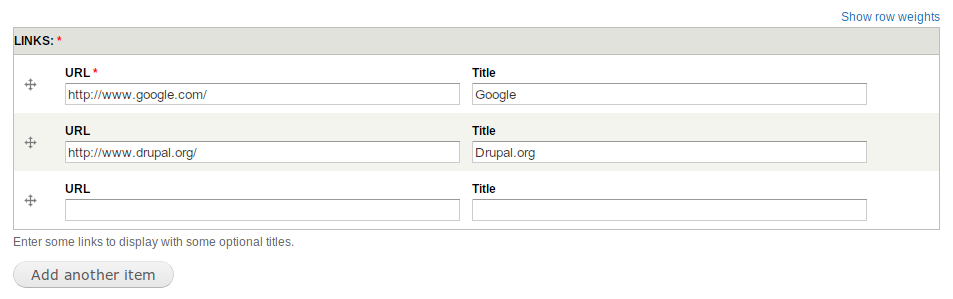 Show row weights
LINKS: *
URL * Title
http://www.google.com/ Google
URL Title
http://www.drupal.org/ Drupal.org
URL Title
Enter some links to display with some optional titles.
Add another item